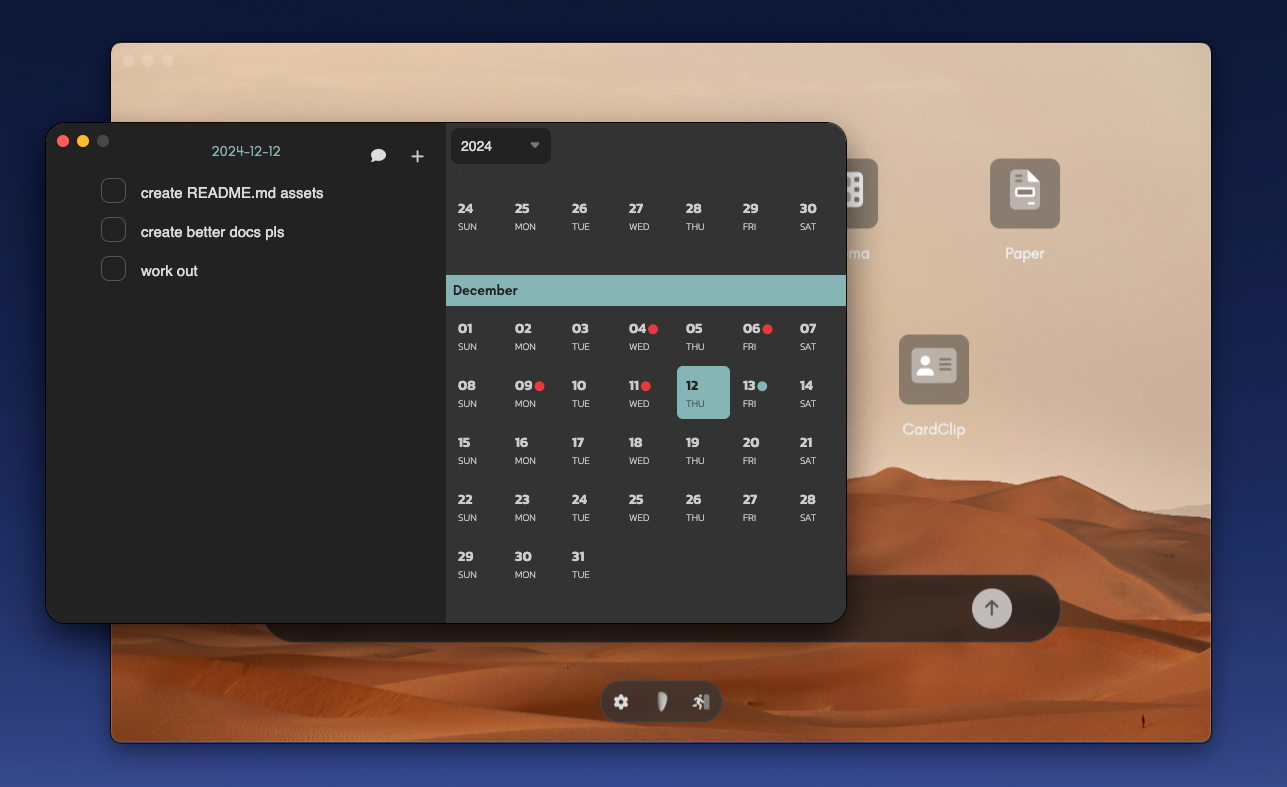 2024-12-12
create README.md assets
create better docs pls
work out
2024
24 25 26 27 28 29 30
SUN MON TUE WED THU FRI SAT
December
01 02 03 04 05 06 07
SUN MON TUE WED THU FRI SAT
08 09 10 11 12 13 14
SUN MON TUE WED THU FRI SAT
15 16 17 18 19 20 21
SUN MON TUE WED THU FRI SAT
22 23 24 25 26 27 28
SUN MON TUE WED THU FRI SAT
29 30 31
SUN MON TUE
ma
Paper
CardClip